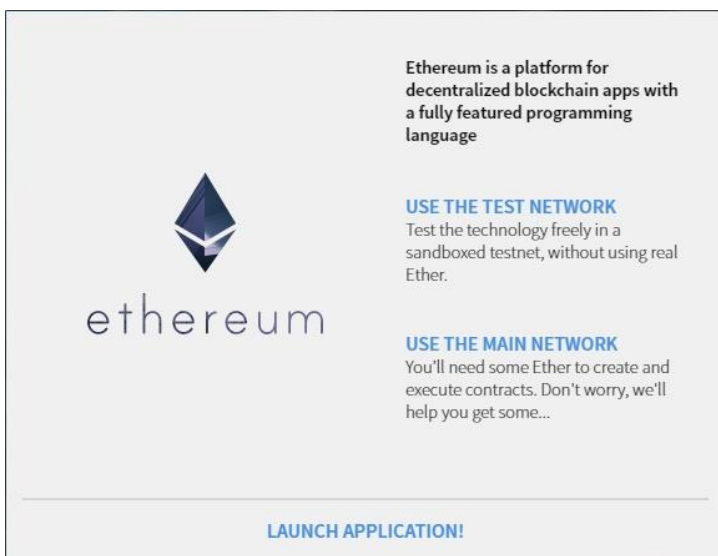 Ethereum is a platform for
decentralized blockchain apps with
a fully featured programming
language
ethereum
USE THE TEST NETWORK
Test the technology freely in a
sandboxed testnet, without using real
Ether.
USE THE MAIN NETWORK
You'll need some Ether to create and
execute contracts. Don't worry, we'll
help you get some...
LAUNCH APPLICATION!